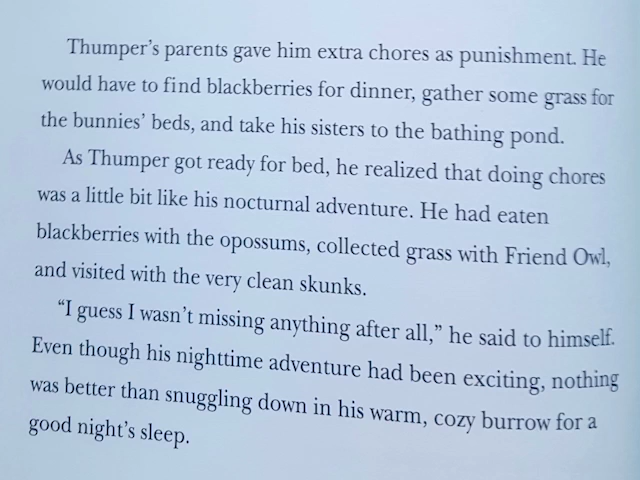 Thumper's parents gave him extra chores as punishment. He
would have to find blackberries for dinner, gather some grass for
the bunnies' beds, and take his sisters to the bathing pond.
As Thumper got ready for bed, he realized that doing chores
was a little bit like his nocturnal adventure. He had eaten
blackberries with the opossums, collected grass with Friend Owl,
and visited with the very clean skunks.
“I guess I wasn't missing anything after all,” he said to himself.
Even though his nighttime adventure had been exciting, nothing
was better than snuggling down in his warm, cozy burrow for a
good night's sleep.